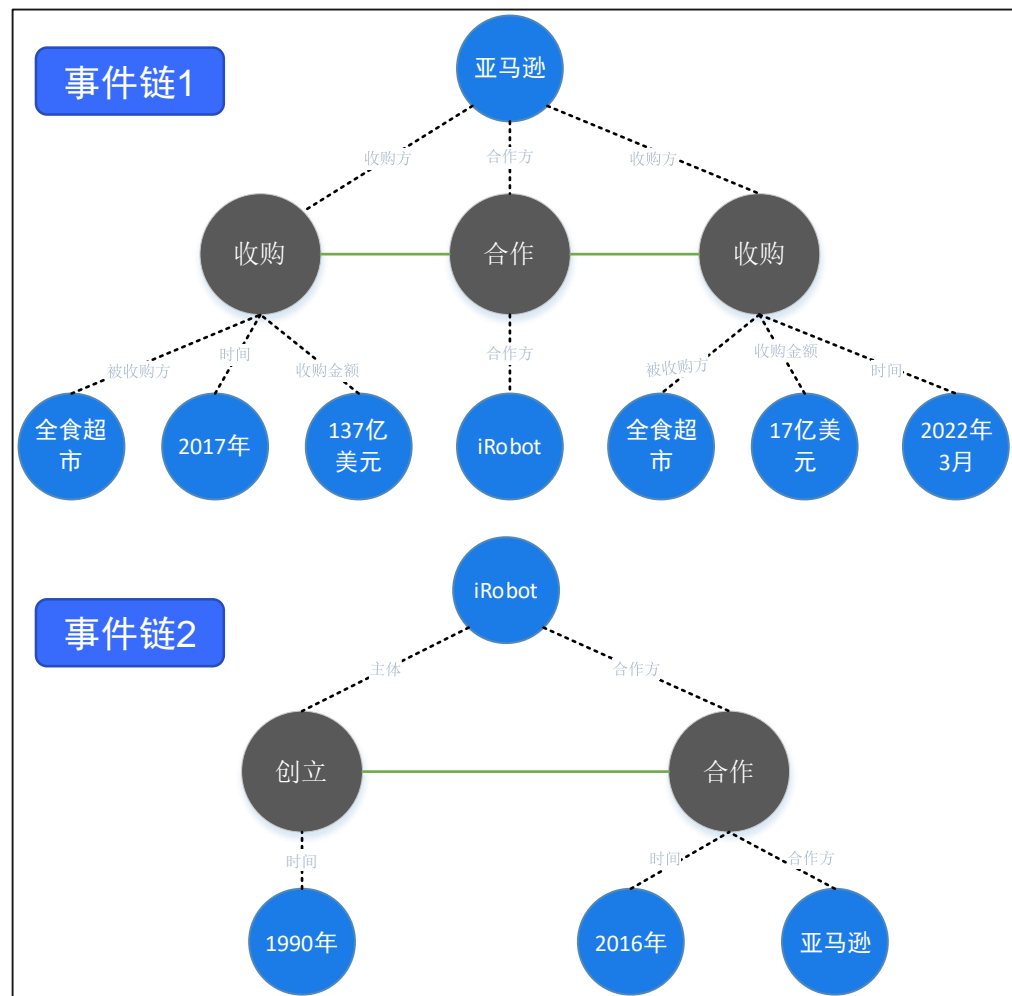 事件链1
亚马逊
收购方
合作方
收购方
收购
合作
收购
被收购方
时间
收购金额
合作方
被收购方
收购金额
时间
全食超
市
2017年
137亿
美元
iRobot
全食超
市
17亿美
元
2022年
3月
事件链2
iRobot
主体
合作方
创立
合作
时间
时间
合作方
1990年
2016年
亚马逊